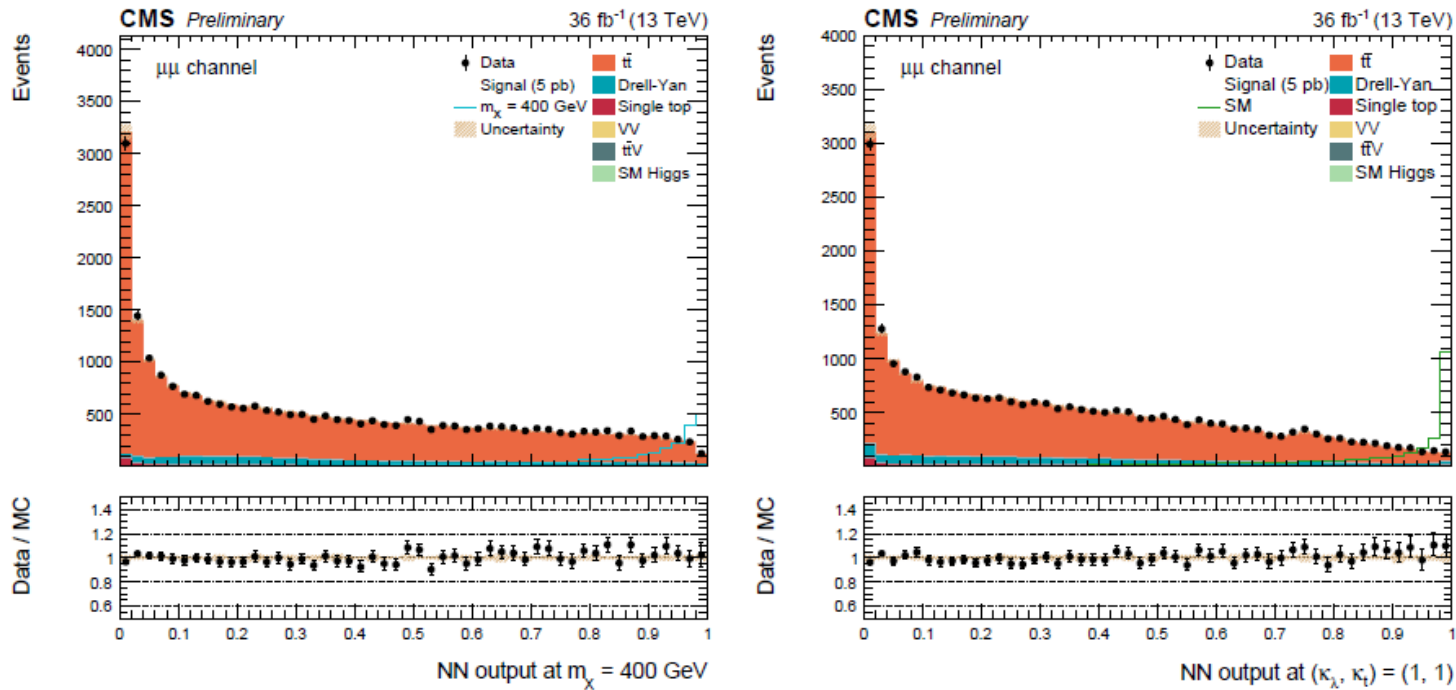 CMS Preliminary 36 fb⁻¹ (13 TeV)
Events
4000
3500
3000
2500
2000
1500
1000
500
μμ channel
Data
Signal (5 pb)
m_X = 400 GeV
Uncertainty
tt̄
Drell-Yan
Single top
VV
tt̄V
SM Higgs
Data / MC
1.4
1.2
1
0.8
0.6
0 0.1 0.2 0.3 0.4 0.5 0.6 0.7 0.8 0.9 1
NN output at m_X = 400 GeV
CMS Preliminary 36 fb⁻¹ (13 TeV)
Events
4000
3500
3000
2500
2000
1500
1000
500
μμ channel
Data
Signal (5 pb)
SM
Uncertainty
tt̄
Drell-Yan
Single top
VV
tt̄V
SM Higgs
Data / MC
1.4
1.2
1
0.8
0.6
0 0.1 0.2 0.3 0.4 0.5 0.6 0.7 0.8 0.9 1
NN output at (κ_λ, κ_t) = (1, 1)